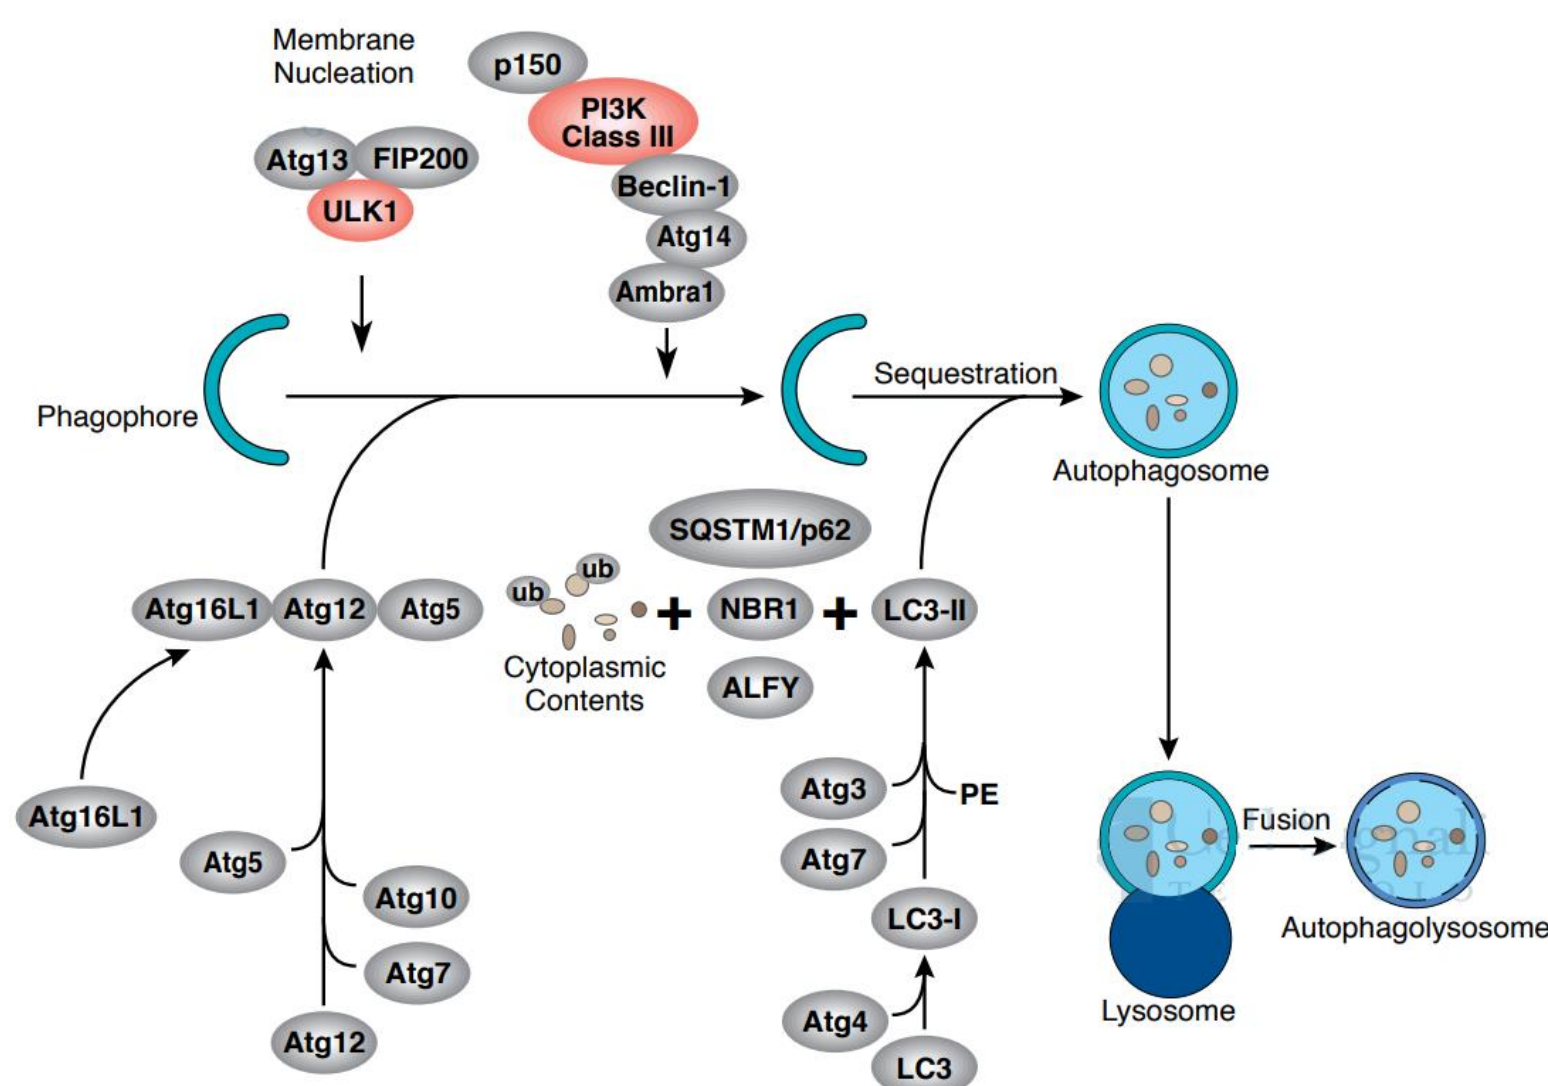 Membrane
Nucleation
p150
PI3K
Class III
Atg13
FIP200
ULK1
Beclin-1
Atg14
Ambra1
Phagophore
Sequestration
Autophagosome
SQSTM1/p62
ub
ub
Atg16L1
Atg12
Atg5
+
NBR1
+
LC3-II
Cytoplasmic
Contents
ALFY
Atg16L1
Atg5
Atg10
Atg7
Atg12
Atg3
PE
Atg7
LC3-I
Atg4
LC3
Fusion
Autophagolysosome
Lysosome